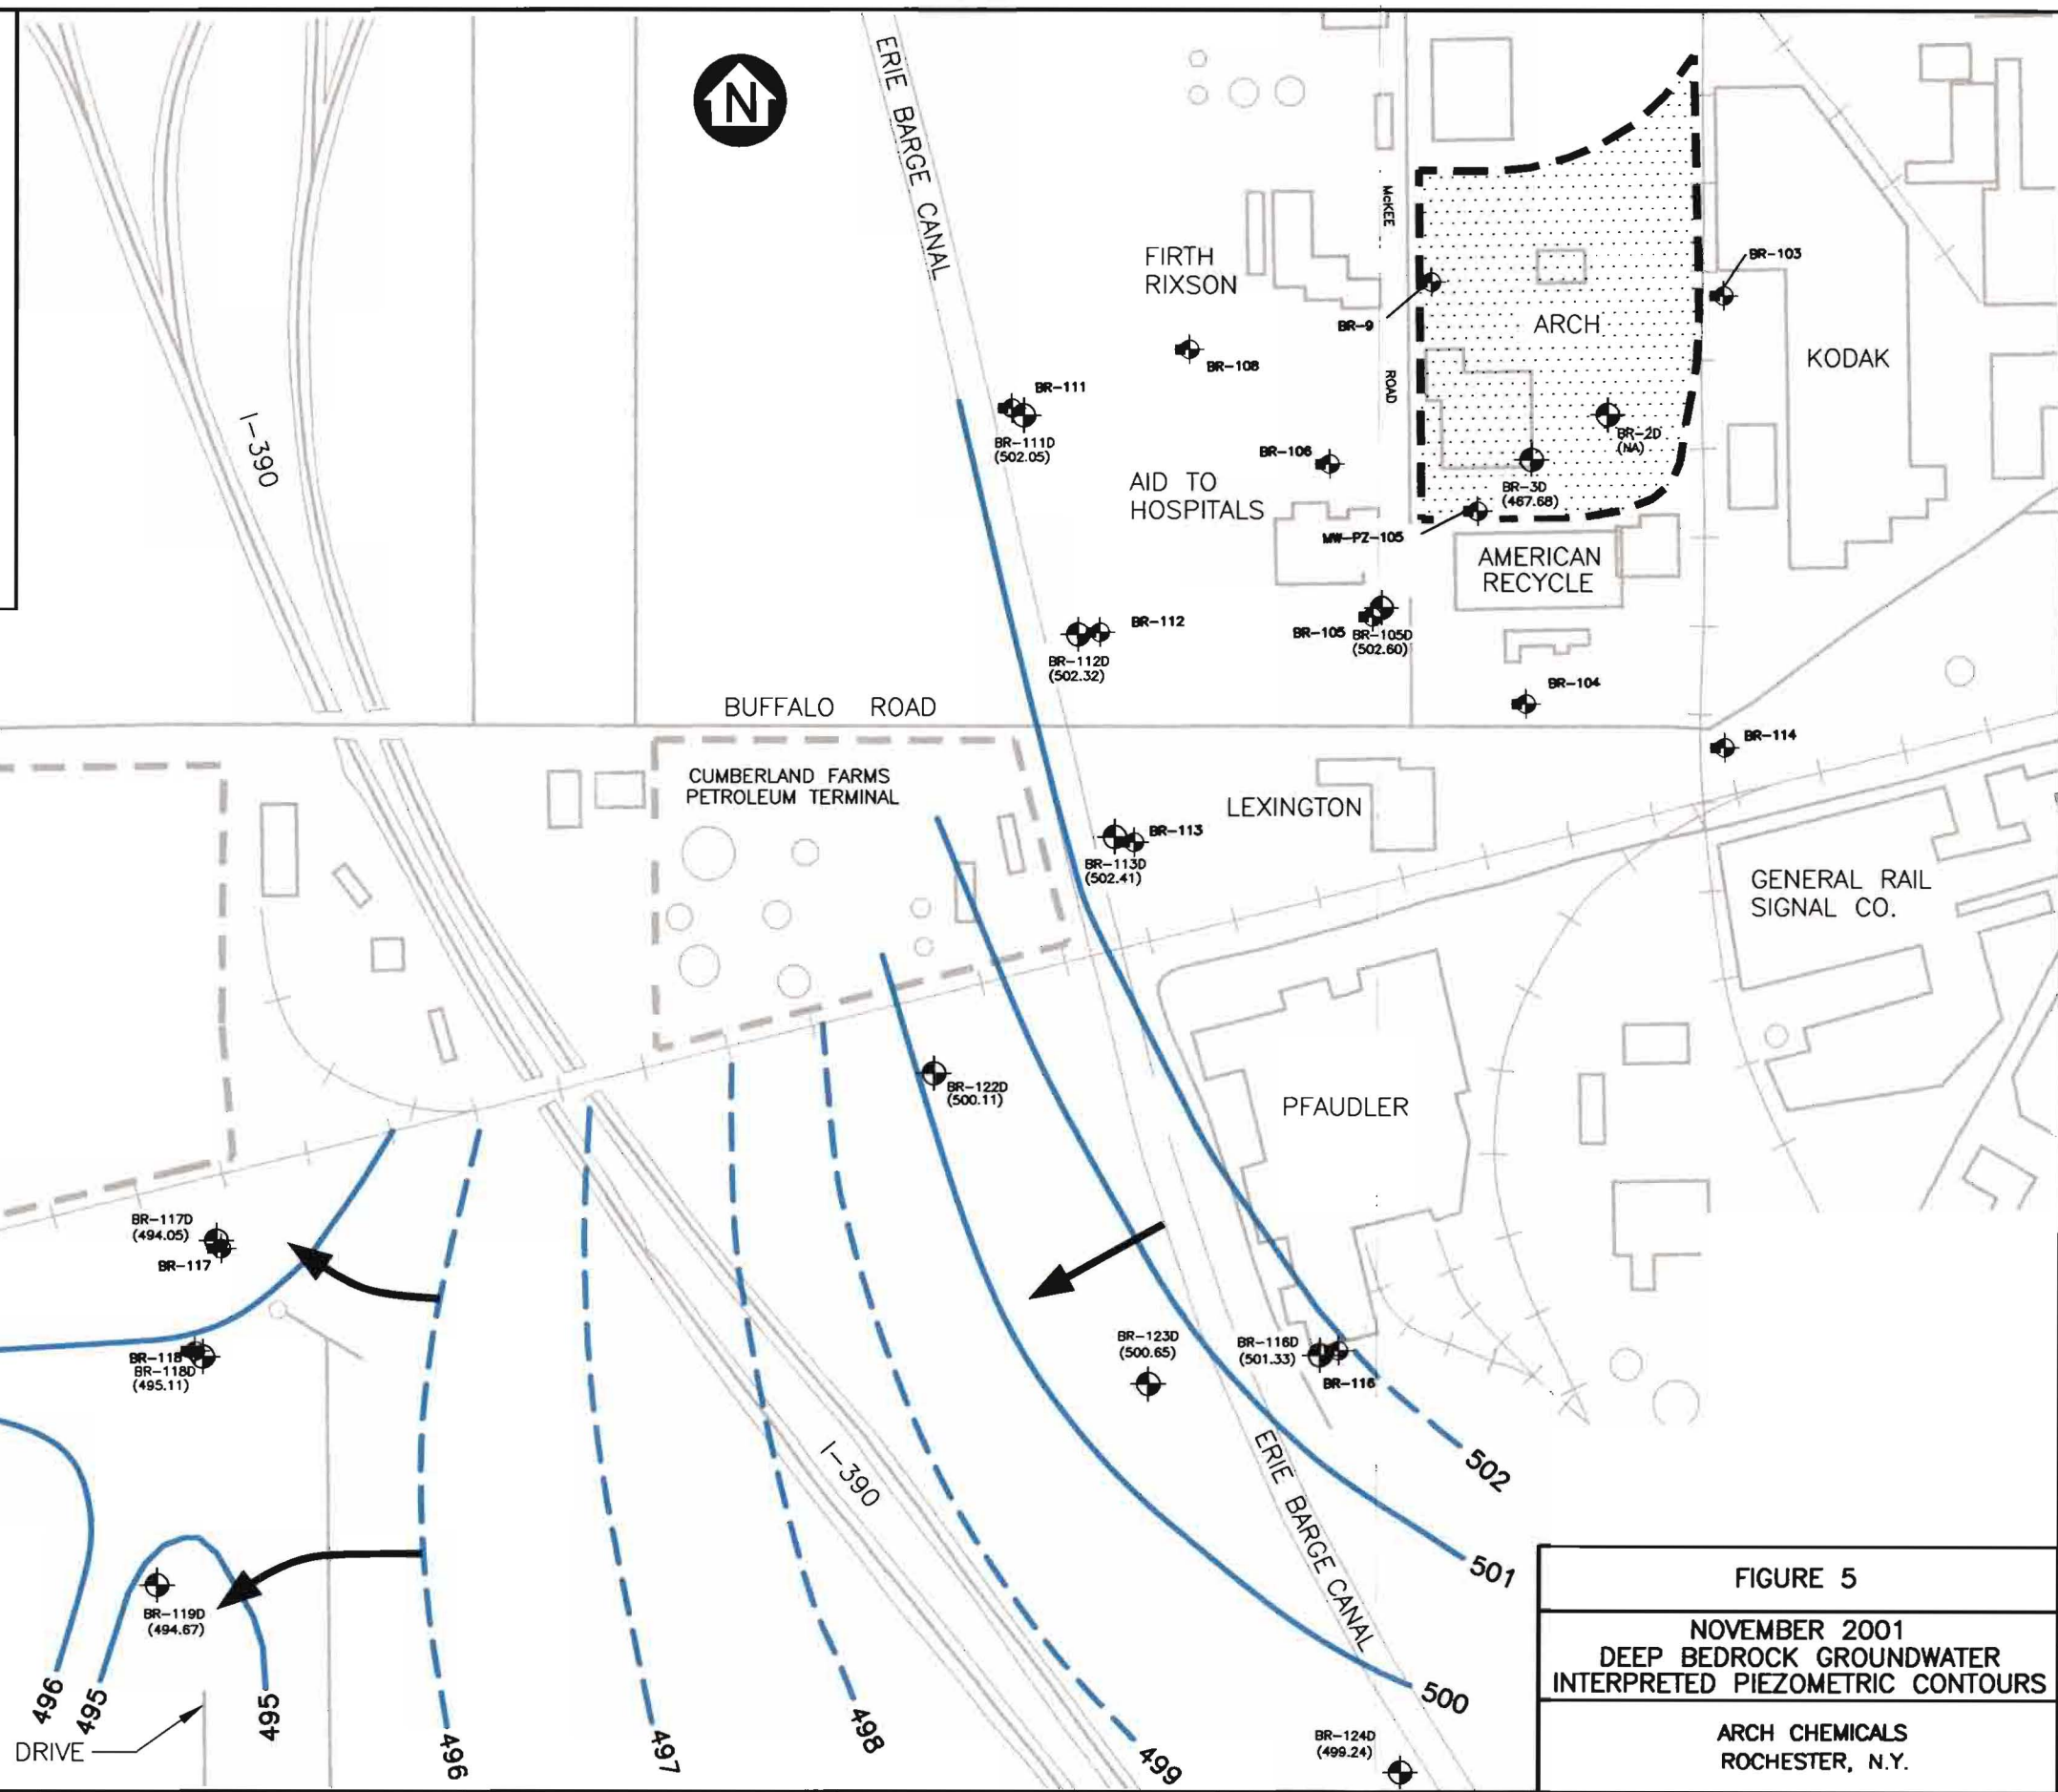 N
ERIE BARGE CANAL
McKEE
ROAD
FIRTH
RIXSON
BR-103
BR-9
ARCH
KODAK
BR-108
I-390
BR-111
BR-111D
(502.05)
BR-2D
(NA)
BR-106
AID TO
HOSPITALS
BR-3D
(467.68)
MW-PZ-105
AMERICAN
RECYCLE
BR-112
BR-112D
(502.32)
BR-105
BR-105D
(502.60)
BR-104
BUFFALO ROAD
BR-114
CUMBERLAND FARMS
PETROLEUM TERMINAL
LEXINGTON
BR-113
BR-113D
(502.41)
GENERAL RAIL
SIGNAL CO.
BR-122D
(500.11)
PFAUDLER
BR-117D
(494.05)
BR-117
BR-118
BR-118D
(495.11)
BR-123D
(500.65)
BR-116D
(501.33)
BR-116
I-390
ERIE BARGE CANAL
502
501
BR-119D
(494.67)
496
495
495
496
497
498
499
500
DRIVE
BR-124D
(499.24)
FIGURE 5
NOVEMBER 2001
DEEP BEDROCK GROUNDWATER
INTERPRETED PIEZOMETRIC CONTOURS
ARCH CHEMICALS
ROCHESTER, N.Y.